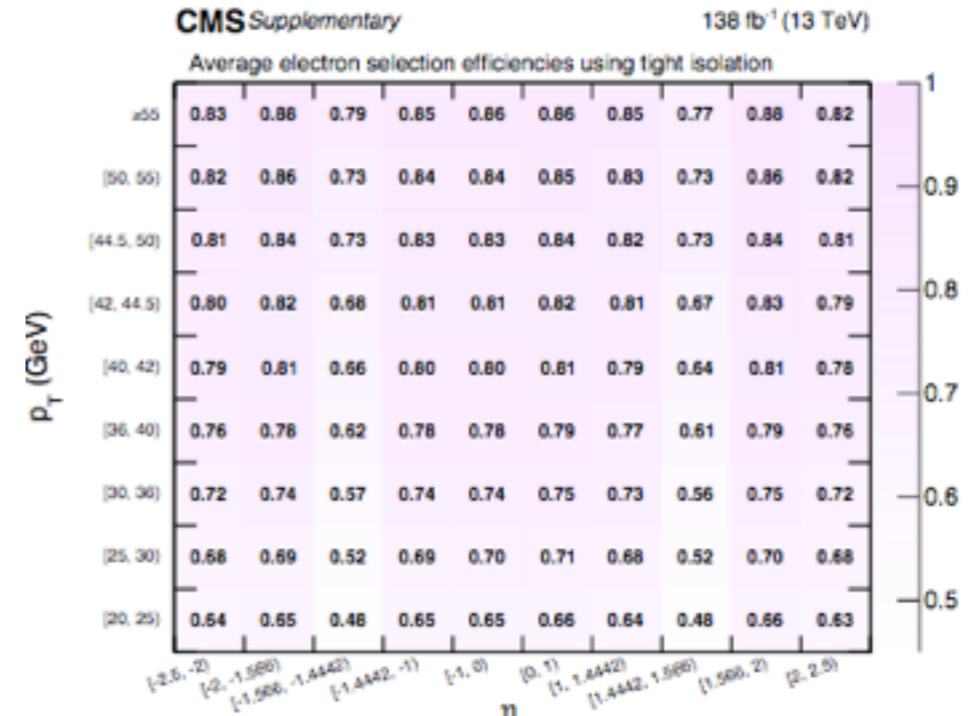 CMS Supplementary 138 fb⁻¹ (13 TeV)
Average electron selection efficiencies using tight isolation
≥55 0.83 0.88 0.79 0.85 0.86 0.86 0.85 0.77 0.88 0.82
[50, 55) 0.82 0.86 0.73 0.84 0.84 0.85 0.83 0.73 0.86 0.82
[44.5, 50) 0.81 0.84 0.73 0.83 0.83 0.84 0.82 0.73 0.84 0.81
[42, 44.5) 0.80 0.82 0.68 0.81 0.81 0.82 0.81 0.67 0.83 0.79
[40, 42) 0.79 0.81 0.66 0.80 0.80 0.81 0.79 0.64 0.81 0.78
[36, 40) 0.76 0.78 0.62 0.78 0.78 0.79 0.77 0.61 0.79 0.76
[30, 36) 0.72 0.74 0.57 0.74 0.74 0.75 0.73 0.56 0.75 0.72
[25, 30) 0.68 0.69 0.52 0.69 0.70 0.71 0.68 0.52 0.70 0.68
[20, 25) 0.64 0.65 0.48 0.65 0.65 0.66 0.64 0.48 0.66 0.63
[-2.5, -2) [-2, -1.566) [-1.566, -1.4442) [-1.4442, -1) [-1, 0) [0, 1) [1, 1.4442) [1.4442, 1.566) [1.566, 2) [2, 2.5)
η
p_T (GeV)
1
0.9
0.8
0.7
0.6
0.5